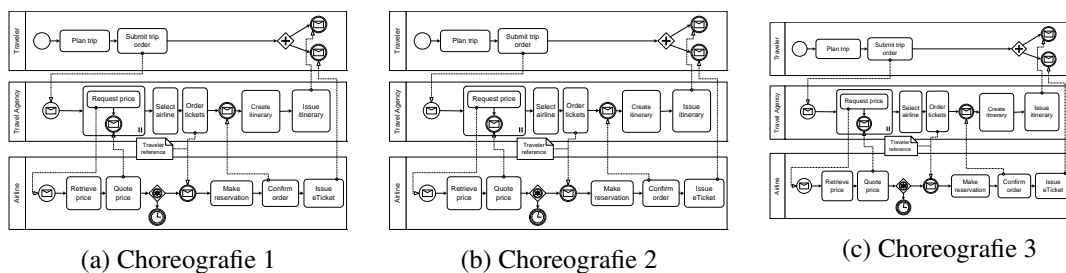 Traveler
Plan trip
Submit trip
order
Travel Agency
Request price
Select
airline
Order
tickets
Create
itinerary
Issue
itinerary
Traveler
reference
Airline
Retrieve
price
Quote
price
Make
reservation
Confirm
order
Issue
eTicket
(a) Choreografie 1
Traveler
Plan trip
Submit trip
order
Travel Agency
Request price
Select
airline
Order
tickets
Create
itinerary
Issue
itinerary
Traveler
reference
Airline
Retrieve
price
Quote
price
Make
reservation
Confirm
order
Issue
eTicket
(b) Choreografie 2
Traveler
Plan trip
Submit trip
order
Travel Agency
Request price
Select
airline
Order
tickets
Create
itinerary
Issue
itinerary
Traveler
reference
Airline
Retrieve
price
Quote
price
Make
reservation
Confirm
order
Issue
eTicket
(c) Choreografie 3